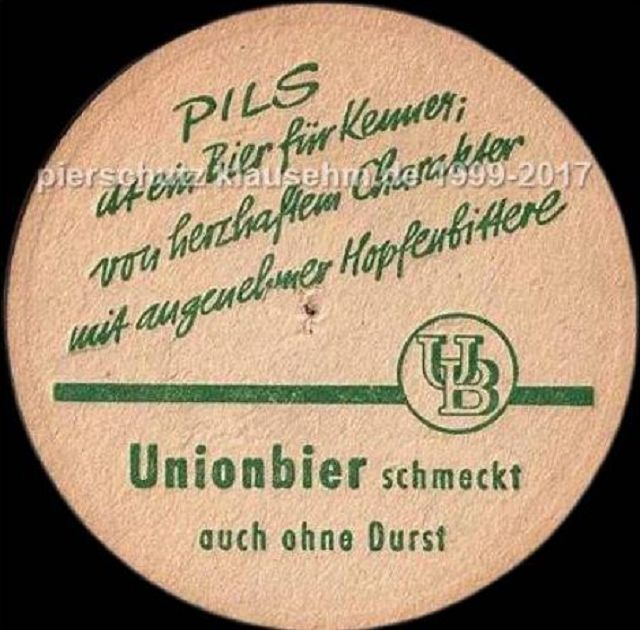 PILS
ist ein Bier für Kenner;
pierschutz klausehm.de 1999-2017
von herzhaftem Charakter
mit angenehmer Hopfenbittere
UB
Unionbier schmeckt
auch ohne Durst